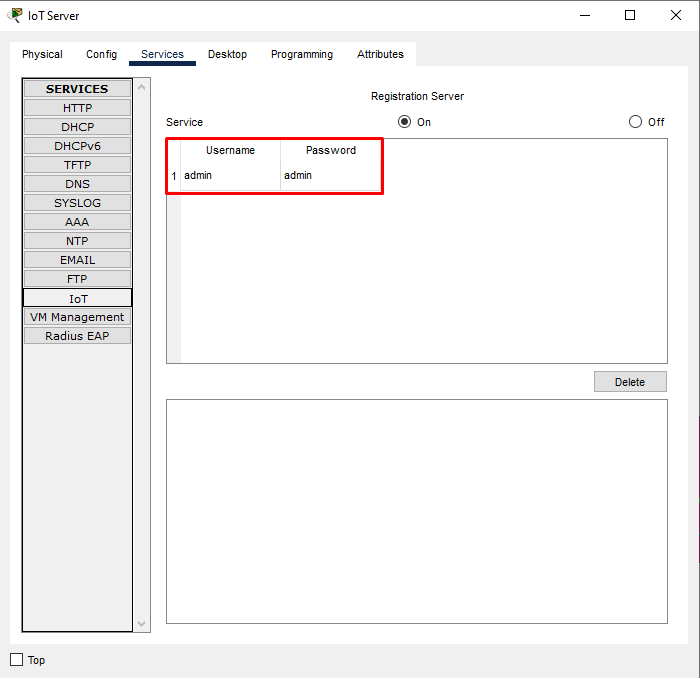 IoT Server
Physical Config Services Desktop Programming Attributes
SERVICES
HTTP
DHCP
DHCPv6
TFTP
DNS
SYSLOG
AAA
NTP
EMAIL
FTP
IoT
VM Management
Radius EAP
Registration Server
Service On Off
Username Password
1 admin admin
Delete
Top